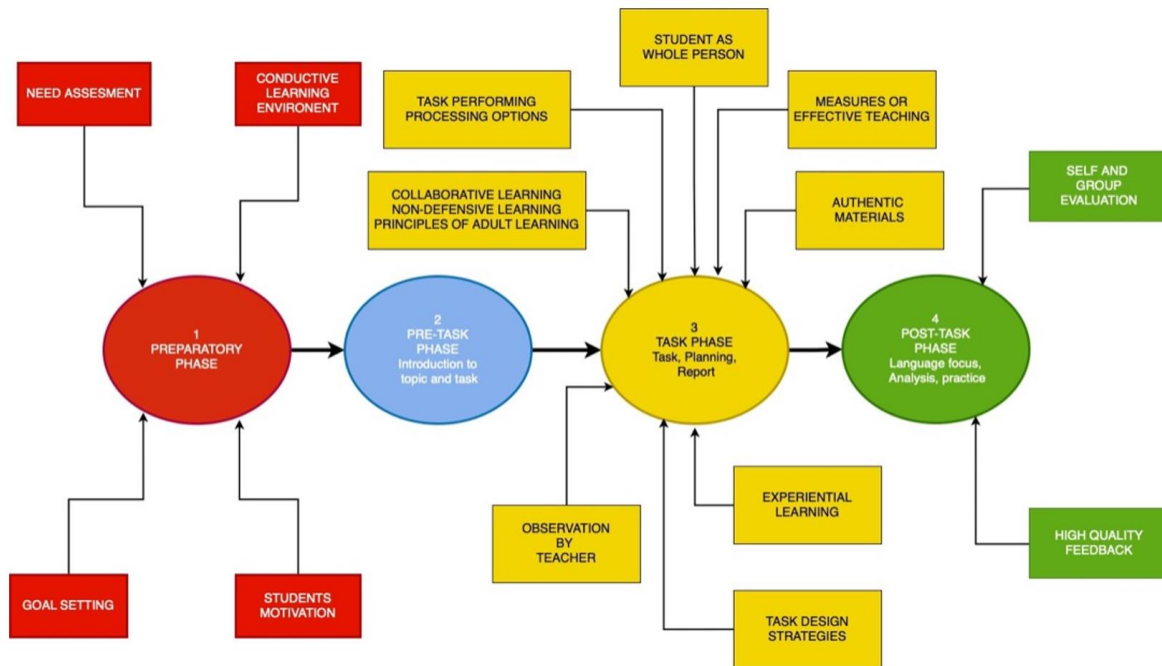 STUDENT AS
WHOLE PERSON
NEED ASSESMENT
CONDUCTIVE
LEARNING
ENVIRONENT
TASK PERFORMING
PROCESSING OPTIONS
MEASURES OR
EFFECTIVE TEACHING
COLLABORATIVE LEARNING
NON-DEFENSIVE LEARNING
PRINCIPLES OF ADULT LEARNING
AUTHENTIC
MATERIALS
SELF AND
GROUP
EVALUATION
1
PREPARATORY
PHASE
2
PRE-TASK
PHASE
Introduction to
topic and task
3
TASK PHASE
Task, Planning,
Report
4
POST-TASK
PHASE
Language focus,
Analysis, practice
GOAL SETTING
STUDENTS
MOTIVATION
OBSERVATION
BY
TEACHER
EXPERIENTIAL
LEARNING
TASK DESIGN
STRATEGIES
HIGH QUALITY
FEEDBACK